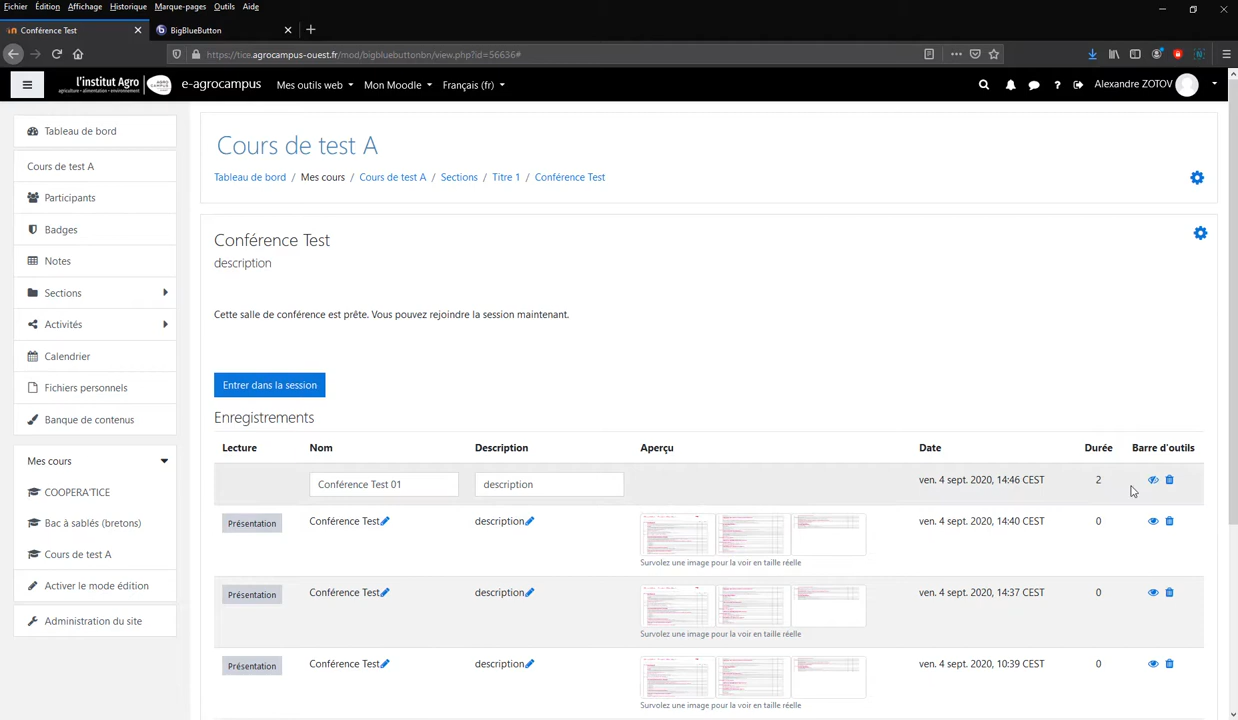 Fichier Édition Affichage Historique Marque-pages Outils Aide
Conférence Test
BigBlueButton
https://tice.agrocampus-ouest.fr/mod/bigbluebuttonbn/view.php?id=56636#
l'institut Agro
agriculture • alimentation • environnement
e-agrocampus
Mes outils web
Mon Moodle
Français (fr)
Alexandre ZOTOV
Tableau de bord
Cours de test A
Participants
Badges
Notes
Sections
Activités
Calendrier
Fichiers personnels
Banque de contenus
Mes cours
COOPERA'TICE
Bac à sablés (bretons)
Cours de test A
Activer le mode édition
Administration du site
Cours de test A
Tableau de bord / Mes cours / Cours de test A / Sections / Titre 1 / Conférence Test
Conférence Test
description
Cette salle de conférence est prête. Vous pouvez rejoindre la session maintenant.
Entrer dans la session
Enregistrements
Lecture Nom Description Aperçu Date Durée Barre d'outils
Conférence Test 01 description ven. 4 sept. 2020, 14:46 CEST 2
Présentation Conférence Test description ven. 4 sept. 2020, 14:40 CEST 0
Survolez une image pour la voir en taille réelle
Présentation Conférence Test description ven. 4 sept. 2020, 14:37 CEST 0
Survolez une image pour la voir en taille réelle
Présentation Conférence Test description ven. 4 sept. 2020, 10:39 CEST 0
Survolez une image pour la voir en taille réelle